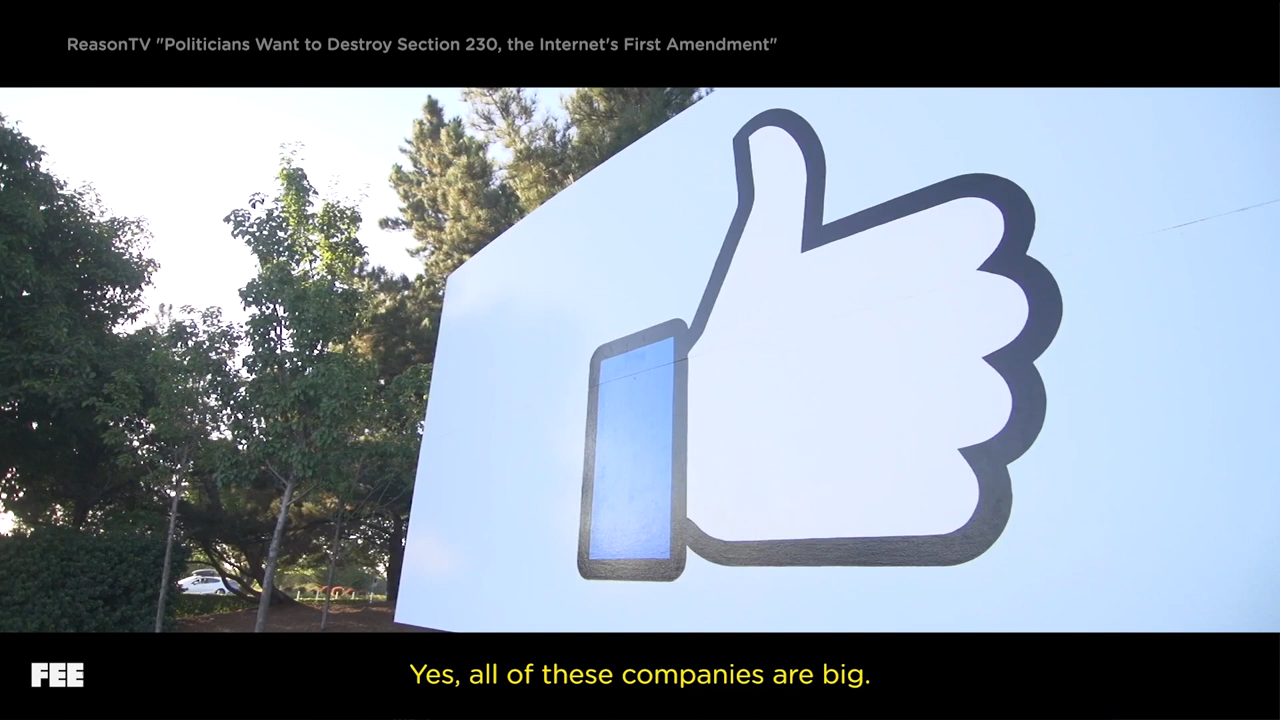 ReasonTV "Politicians Want to Destroy Section 230, the Internet's First Amendment"
FEE
Yes, all of these companies are big.